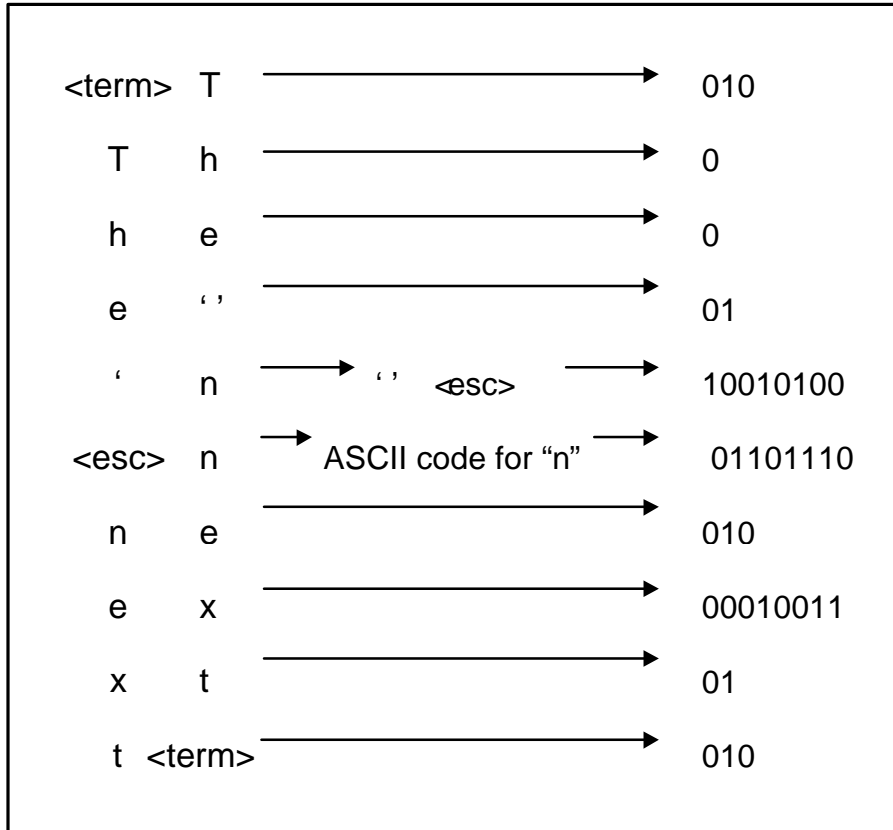 <term> T 010
T h 0
h e 0
e ‘ ’ 01
‘ n ‘ ’ <esc> 10010100
<esc> n ASCII code for “n” 01101110
n e 010
e x 00010011
x t 01
t <term> 010